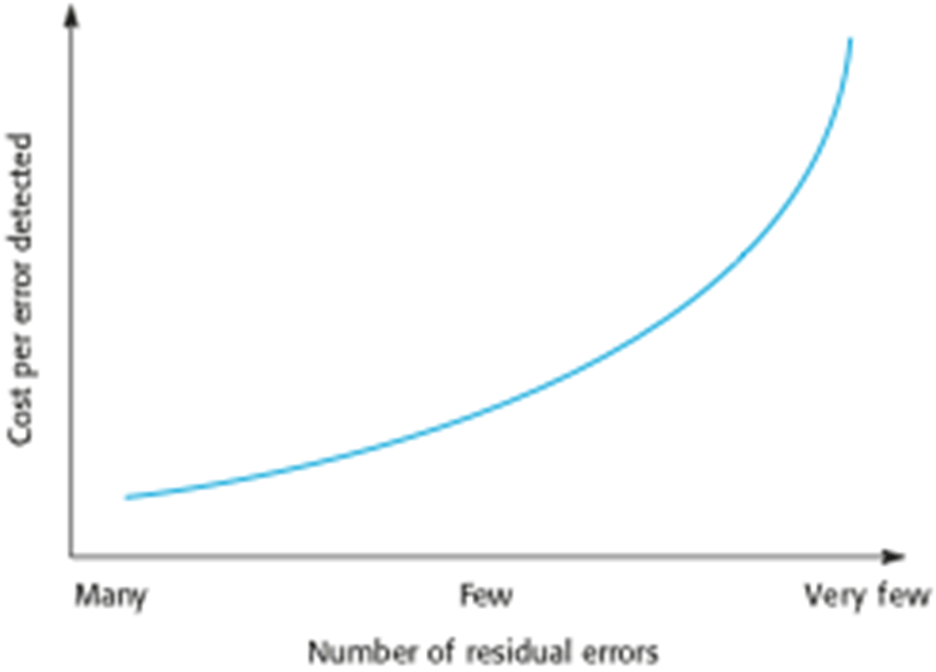 Cost per error detected
Many
Few
Very few
Number of residual errors